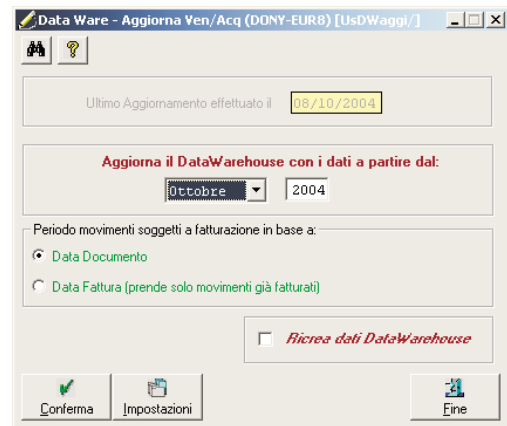 Data Ware - Aggiorna Ven/Acq (DONY-EUR8) [UsDWaggi/]
Ultimo Aggiornamento effettuato il 08/10/2004
Aggiorna il DataWarehouse con i dati a partire dal:
Ottobre 2004
Periodo movimenti soggetti a fatturazione in base a:
Data Documento
Data Fattura (prende solo movimenti già fatturati)
Ricrea dati DataWarehouse
Conferma Impostazioni Fine